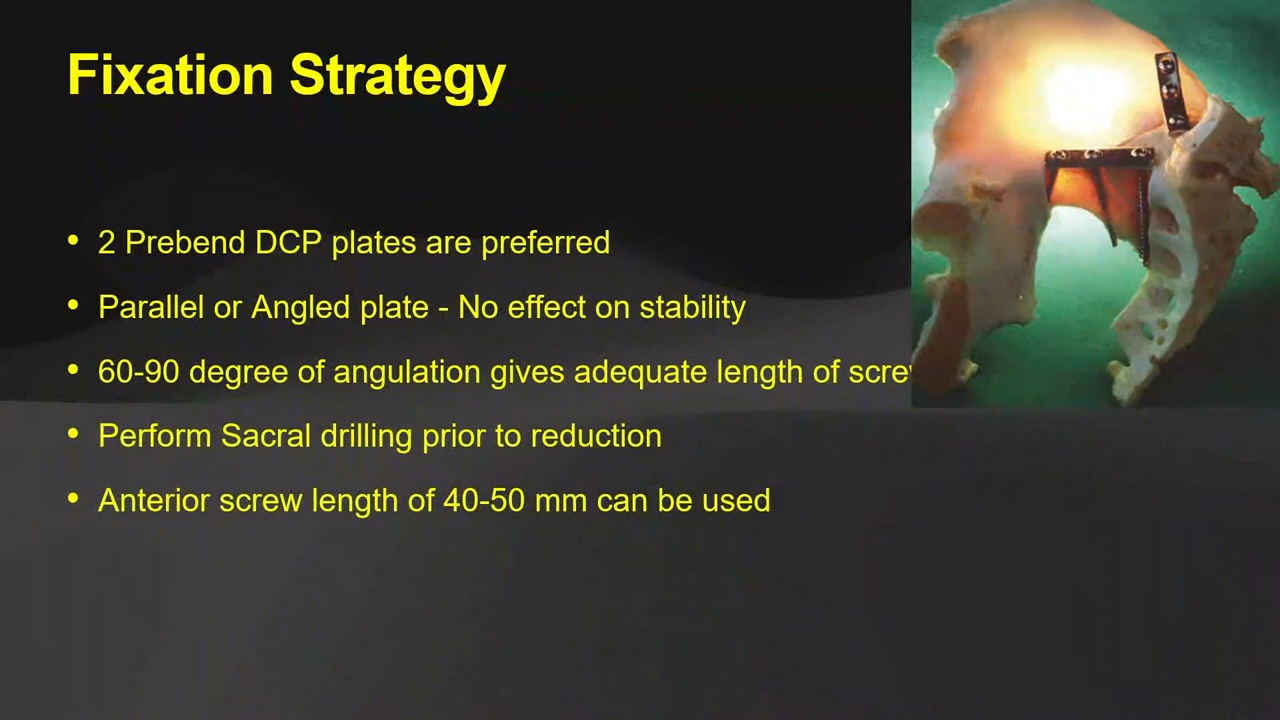 Fixation Strategy
• 2 Prebend DCP plates are preferred
• Parallel or Angled plate - No effect on stability
• 60-90 degree of angulation gives adequate length of
• Perform Sacral drilling prior to reduction
• Anterior screw length of 40-50 mm can be used